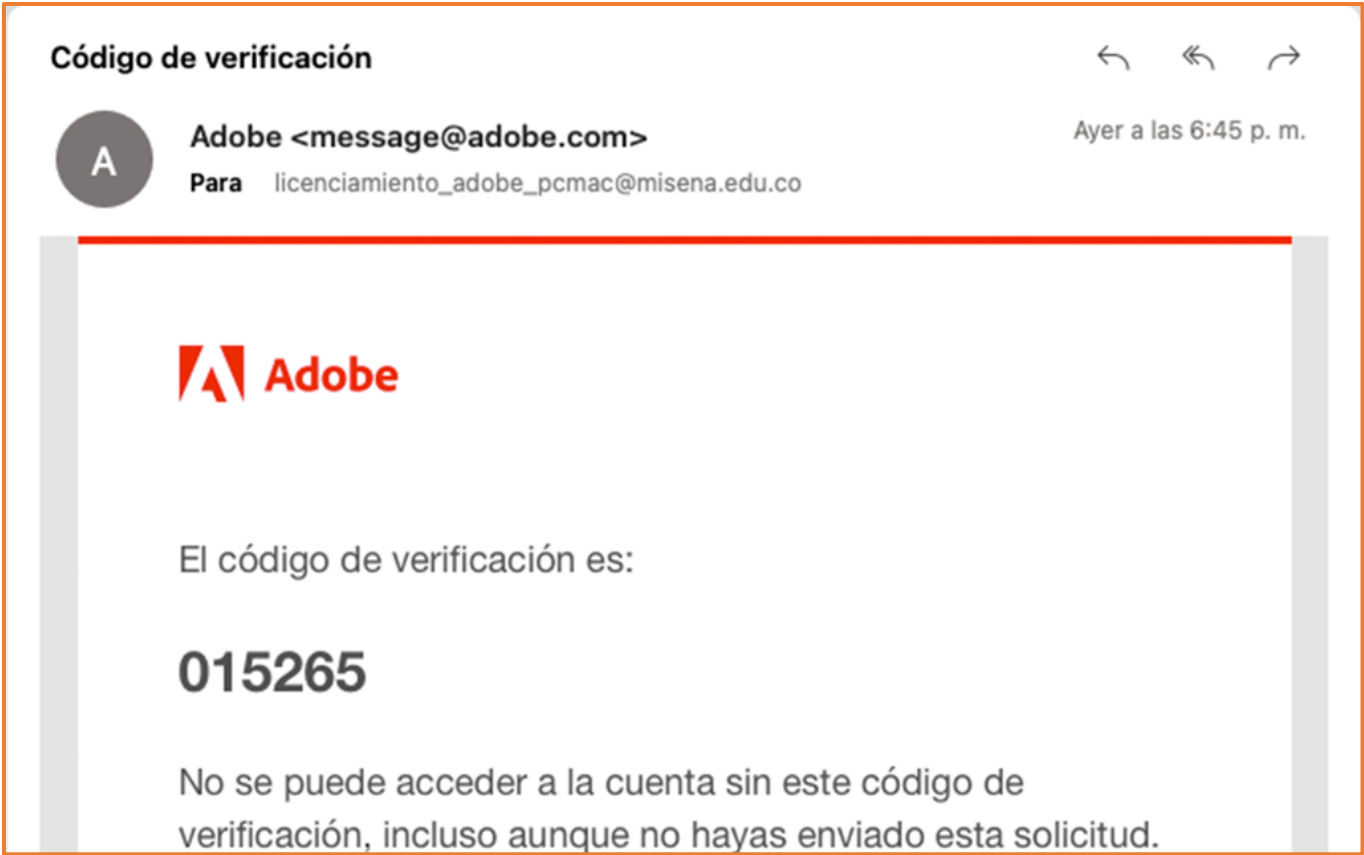 Código de verificación
A
Adobe <message@adobe.com>
Ayer a las 6:45 p. m.
Para licenciamiento_adobe_pcmac@misena.edu.co
Adobe
El código de verificación es:
015265
No se puede acceder a la cuenta sin este código de
verificación, incluso aunque no hayas enviado esta solicitud.